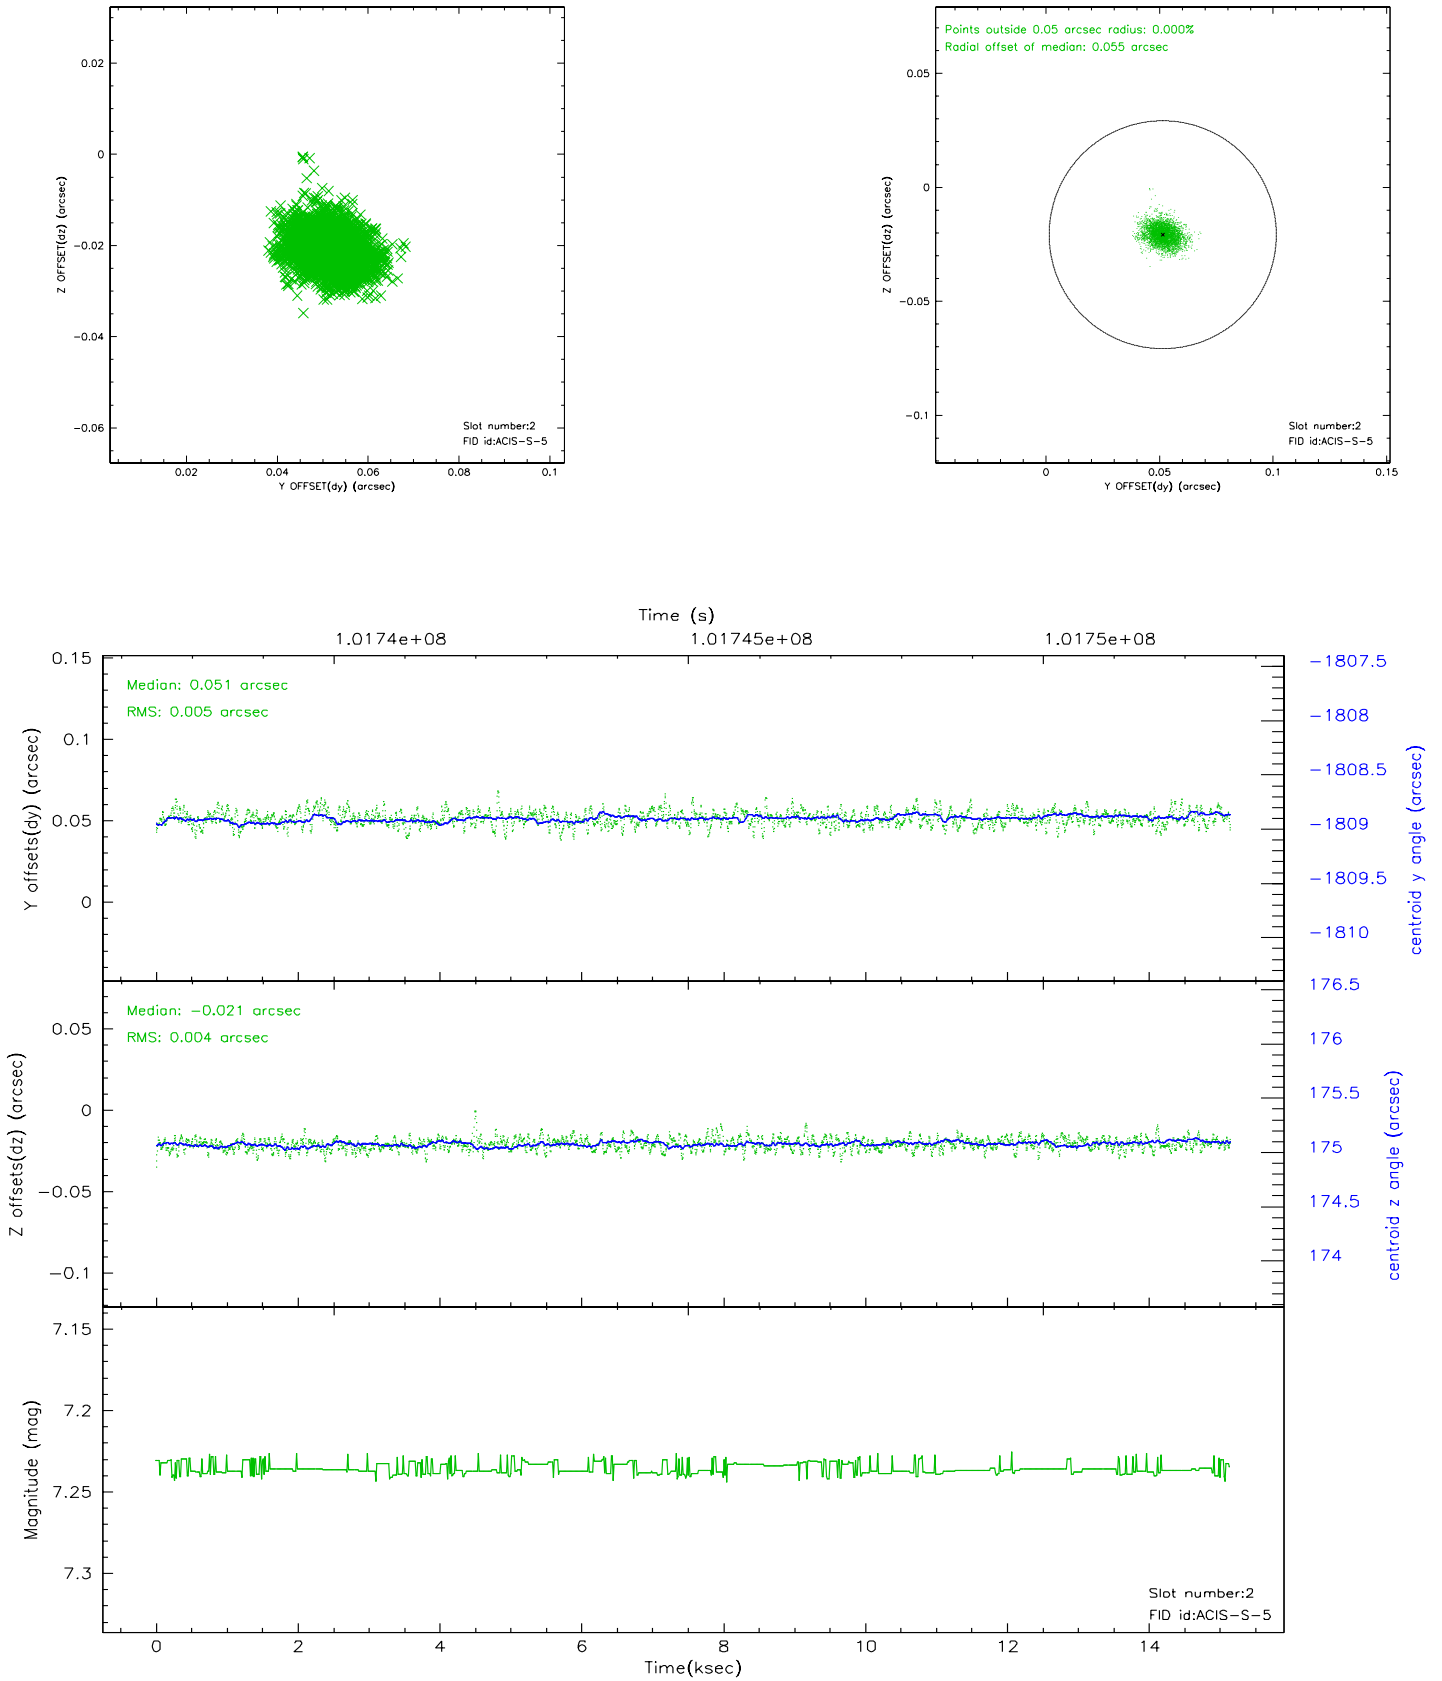 0.02
0
−0.02
−0.04
−0.06
Z OFFSET(dz) (arcsec)
Slot number:2
FID id:ACIS−S−5
0.02 0.04 0.06 0.08 0.1
Y OFFSET(dy) (arcsec)
Points outside 0.05 arcsec radius: 0.000%
Radial offset of median: 0.055 arcsec
0.05
0
−0.05
−0.1
Z OFFSET(dz) (arcsec)
Slot number:2
FID id:ACIS−S−5
0 0.05 0.1 0.15
Y OFFSET(dy) (arcsec)
Time (s)
1.0174e+08 1.01745e+08 1.0175e+08
0.15
0.1
0.05
0
Y offsets(dy) (arcsec)
Median: 0.051 arcsec
RMS: 0.005 arcsec
−1807.5
−1808
−1808.5
−1809
−1809.5
−1810
centroid y angle (arcsec)
0.05
0
−0.05
−0.1
Z offsets(dz) (arcsec)
Median: −0.021 arcsec
RMS: 0.004 arcsec
176.5
176
175.5
175
174.5
174
centroid z angle (arcsec)
7.15
7.2
7.25
7.3
Magnitude (mag)
Slot number:2
FID id:ACIS−S−5
0 2 4 6 8 10 12 14
Time(ksec)